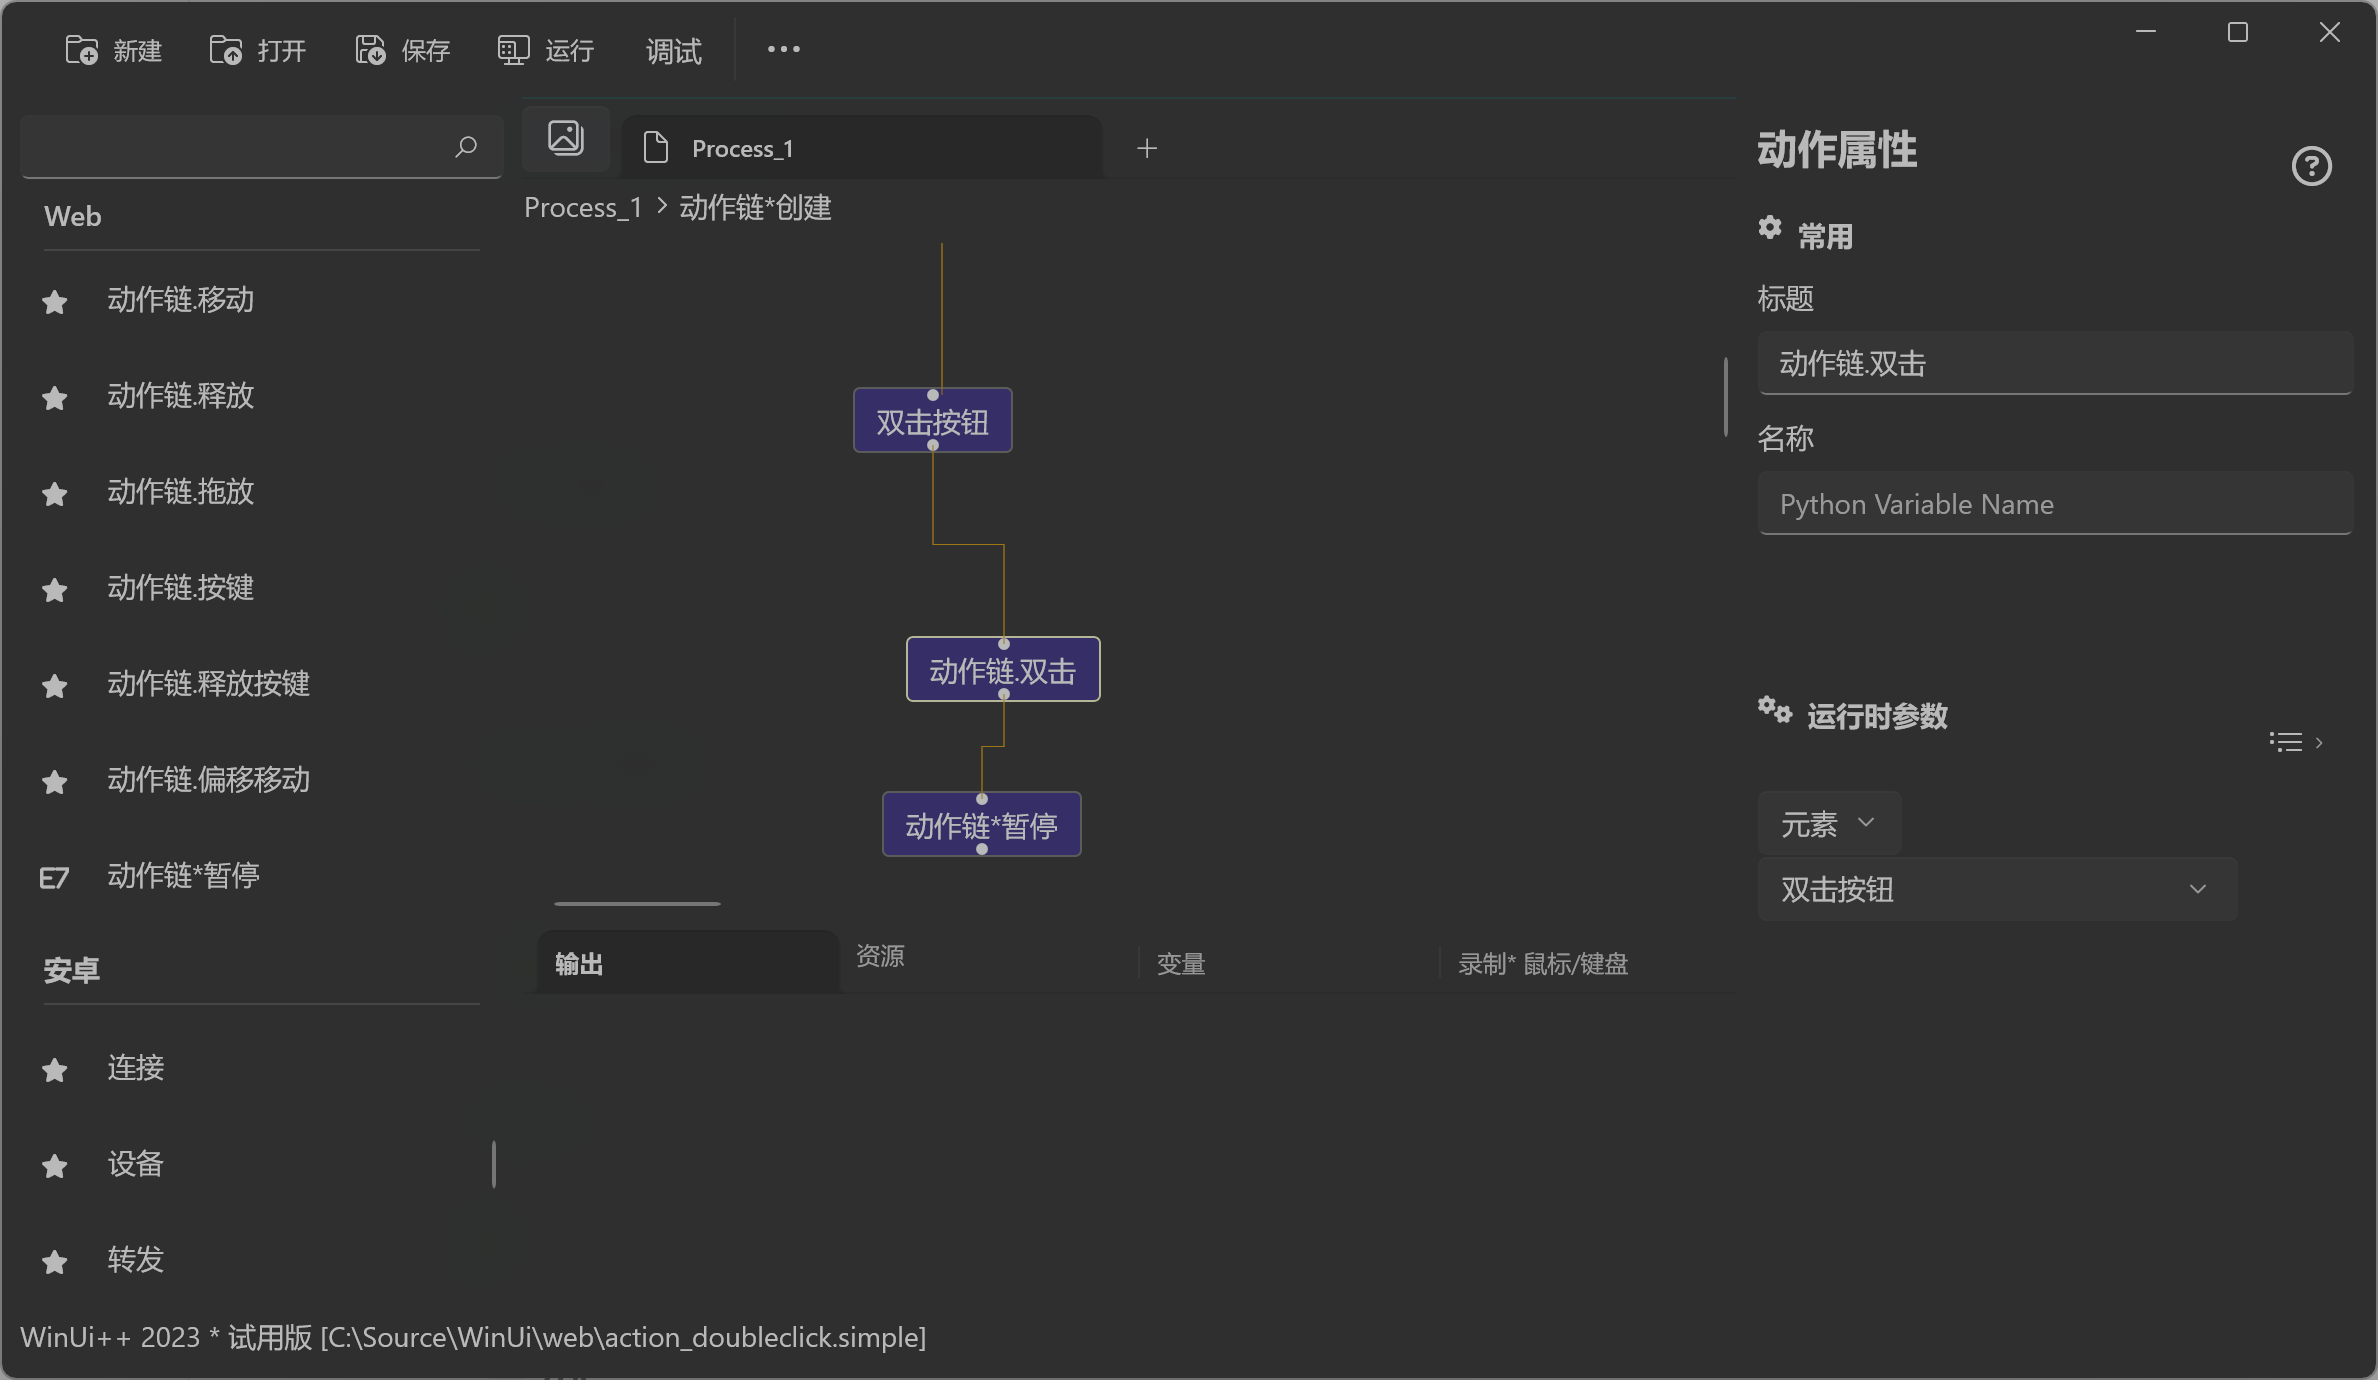 新建 打开 保存 运行 调试
Process_1
Process_1 > 动作链*创建
Web
动作链.移动
动作链.释放
动作链.拖放
动作链.按键
动作链.释放按键
动作链.偏移移动
E7 动作链*暂停
安卓
连接
设备
转发
双击按钮
动作链.双击
动作链*暂停
输出 资源 变量 录制* 鼠标/键盘
动作属性
常用
标题
动作链.双击
名称
Python Variable Name
运行时参数
元素
双击按钮
WinUi++ 2023 * 试用版 [C:\Source\WinUi\web\action_doubleclick.simple]